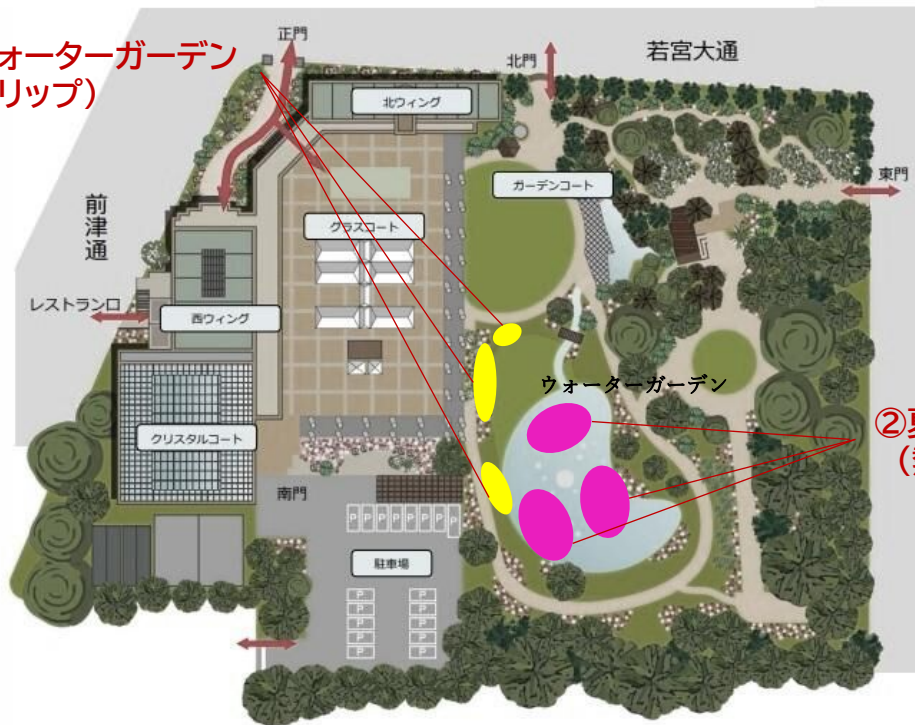 正門
ォーターガーデン
リップ）
北門
若宮大通
北ウィング
ガーデンコート
東門
前津通
グラスコート
レストラン口
西ウィング
ウォーターガーデン
クリスタルコート
②
（
南門
P P P P P P P P
駐車場
P P
P P
P P
P P
P P